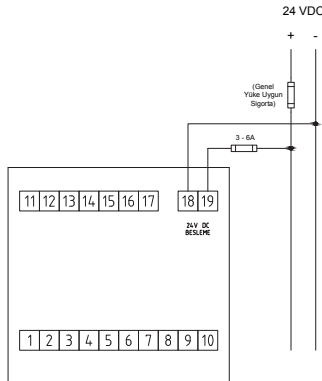 24 VDC
+ -
(Genel
Yüke Uygun
Sigorta)
3 - 6A
11 12 13 14 15 16 17 18 19
24V DC
BESLEME
1 2 3 4 5 6 7 8 9 10